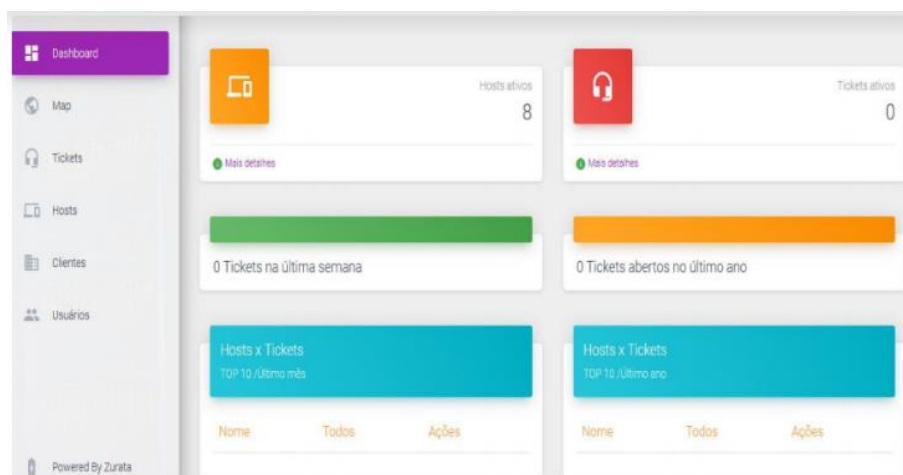 Dashboard
Map
Tickets
Hosts
Clientes
Usuários
Powered By Zurata
Hosts ativos
8
Mais detalhes
Tickets ativos
0
Mais detalhes
0 Tickets na última semana
0 Tickets abertos no último ano
Hosts x Tickets
TOP 10 /Último mês
Nome Todos Ações
Hosts x Tickets
TOP 10 /Último ano
Nome Todos Ações